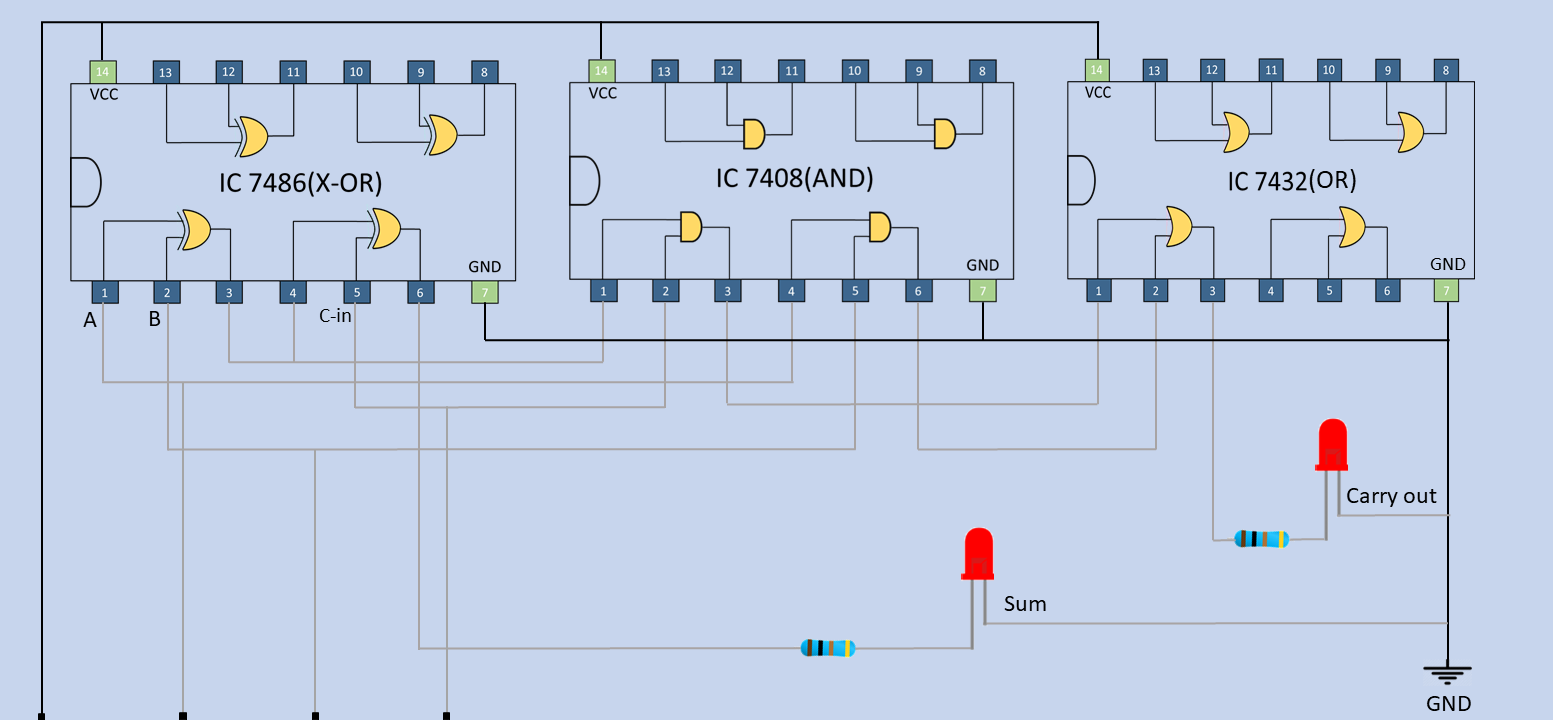 14 13 12 11 10 9 8
VCC
IC 7486(X-OR)
GND
1 2 3 4 5 6 7
A B C-in
14 13 12 11 10 9 8
VCC
IC 7408(AND)
GND
1 2 3 4 5 6 7
14 13 12 11 10 9 8
VCC
IC 7432(OR)
GND
1 2 3 4 5 6 7
Carry out
Sum
GND